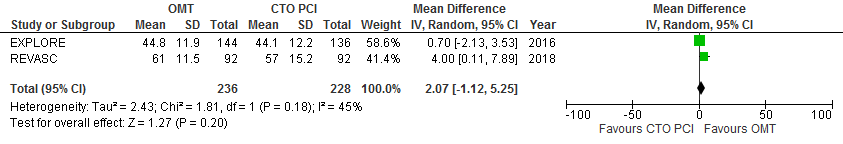 OMT CTO PCI Mean Difference Mean Difference
Study or Subgroup Mean SD Total Mean SD Total Weight IV, Random, 95% CI Year IV, Random, 95% CI
EXPLORE 44.8 11.9 144 44.1 12.2 136 58.6% 0.70 [-2.13, 3.53] 2016
REVASC 61 11.5 92 57 15.2 92 41.4% 4.00 [0.11, 7.89] 2018
Total (95% CI) 236 228 100.0% 2.07 [-1.12, 5.25]
Heterogeneity: Tau² = 2.43; Chi² = 1.81, df = 1 (P = 0.18); I² = 45%
Test for overall effect: Z = 1.27 (P = 0.20)
-100 -50 0 50 100
Favours CTO PCI Favours OMT